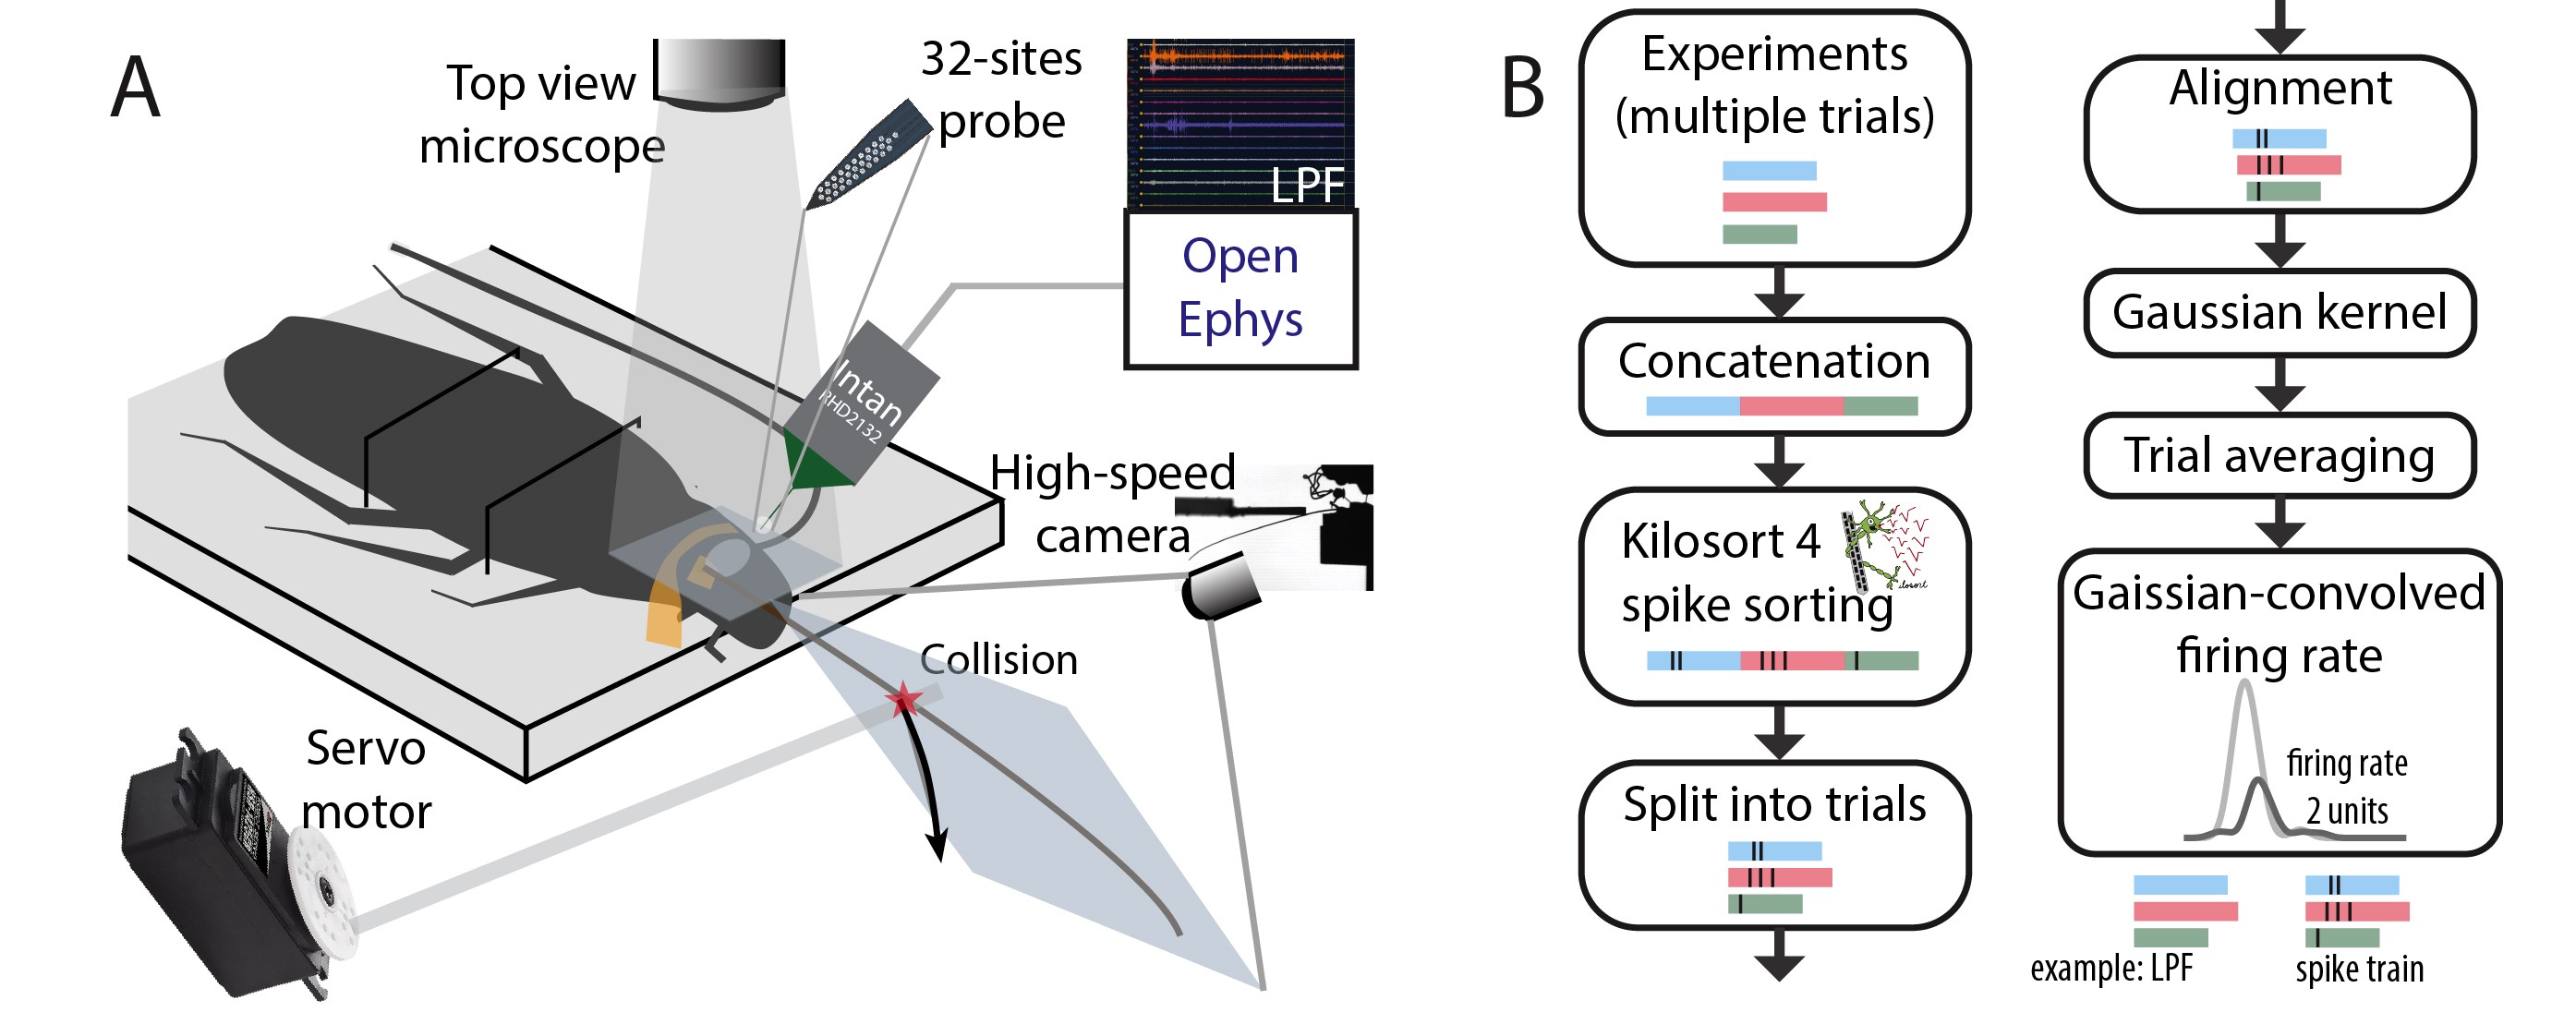 A
Top view
microscope
32-sites
probe
LPF
Open
Ephys
Intan
RHD2132
High-speed
camera
Collision
Servo
motor
B
Experiments
(multiple trials)
Concatenation
Kilosort 4
spike sorting
Split into trials
Alignment
Gaussian kernel
Trial averaging
Gaissian-convolved
firing rate
firing rate
2 units
example: LPF
spike train